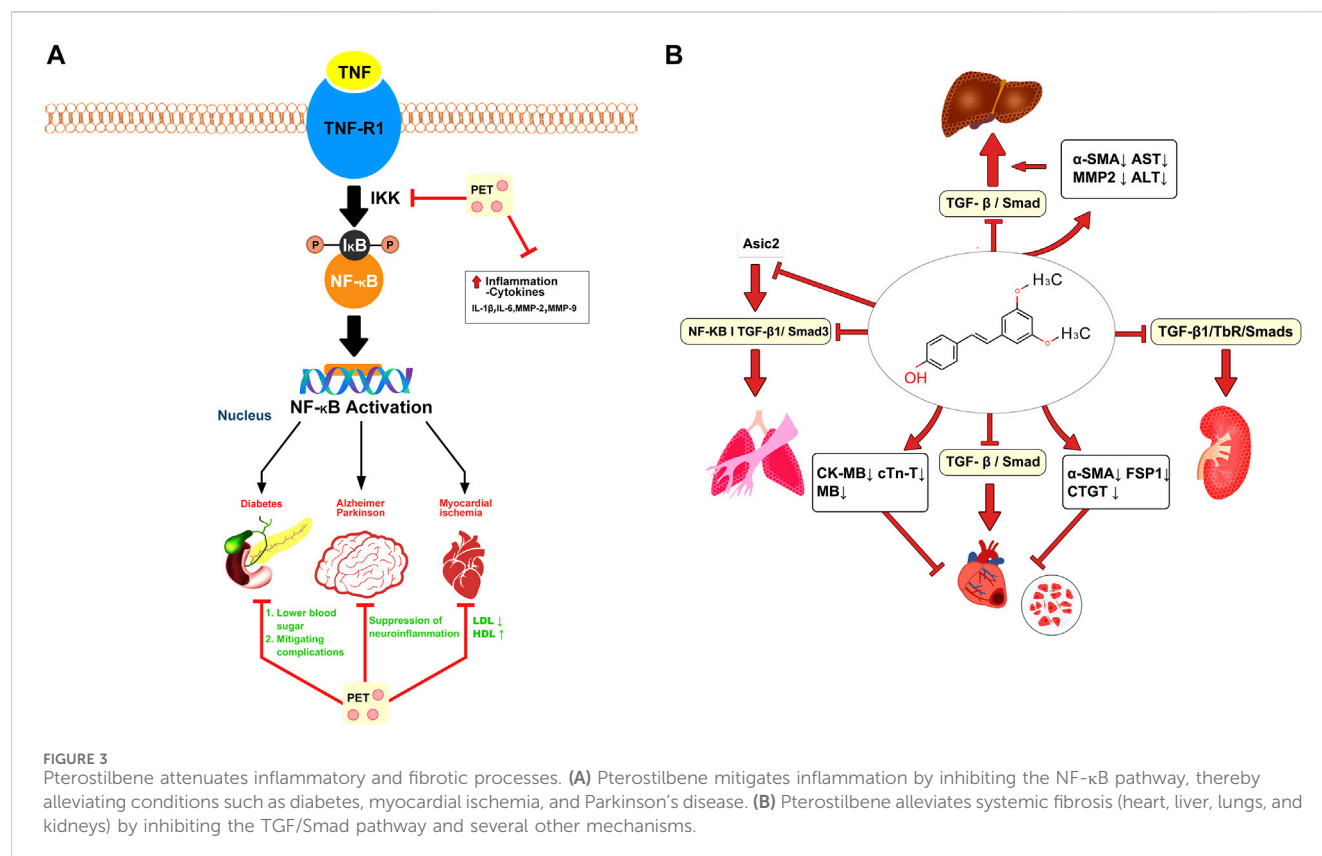 A
TNF
TNF-R1
IKK
PET
P
IκB
P
NF-κB
Inflammation
-Cytokines
IL-1β,IL-6,MMP-2,MMP-9
NF-κB Activation
Nucleus
Diabetes
Alzheimer
Parkinson
Myocardial
ischemia
1. Lower blood
sugar
2. Mitigating
complications
Suppression of
neuroinflammation
LDL ↓
HDL ↑
PET
B
α-SMA↓ AST↓
MMP2 ↓ ALT↓
TGF- β / Smad
Asic2
NF-KB I TGF-β1/ Smad3
O
H₃C
H₃C
O
OH
TGF-β1/TbR/Smads
CK-MB↓ cTn-T↓
MB↓
TGF- β / Smad
α-SMA↓ FSP1↓
CTGT ↓
FIGURE 3
Pterostilbene attenuates inflammatory and fibrotic processes. (A) Pterostilbene mitigates inflammation by inhibiting the NF-κB pathway, thereby
alleviating conditions such as diabetes, myocardial ischemia, and Parkinson's disease. (B) Pterostilbene alleviates systemic fibrosis (heart, liver, lungs, and
kidneys) by inhibiting the TGF/Smad pathway and several other mechanisms.